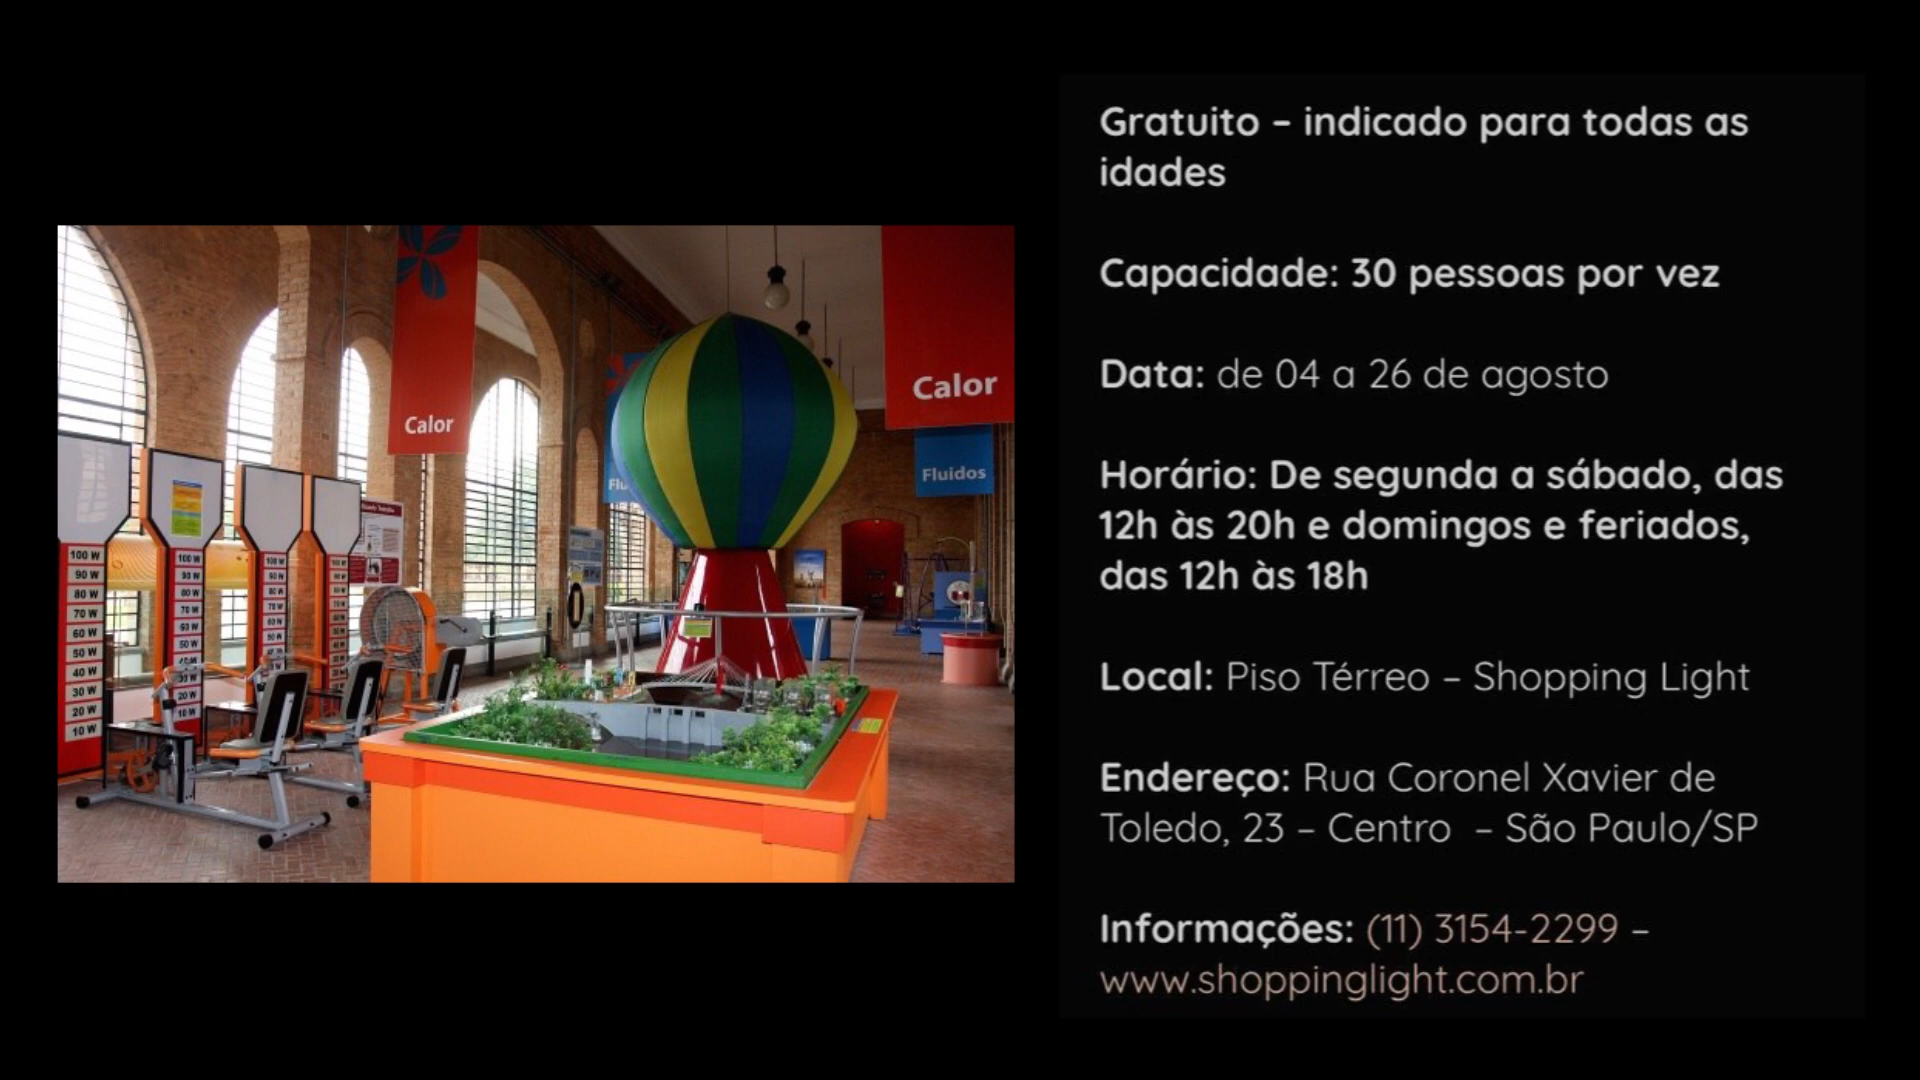 Calor
Calor
Fluidos
Flu
100 W
90 W
80 W
70 W
60 W
50 W
40 W
30 W
20 W
10 W
Gratuito – indicado para todas as
idades
Capacidade: 30 pessoas por vez
Data: de 04 a 26 de agosto
Horário: De segunda a sábado, das
12h às 20h e domingos e feriados,
das 12h às 18h
Local: Piso Térreo – Shopping Light
Endereço: Rua Coronel Xavier de
Toledo, 23 – Centro – São Paulo/SP
Informações: (11) 3154-2299 –
www.shoppinglight.com.br